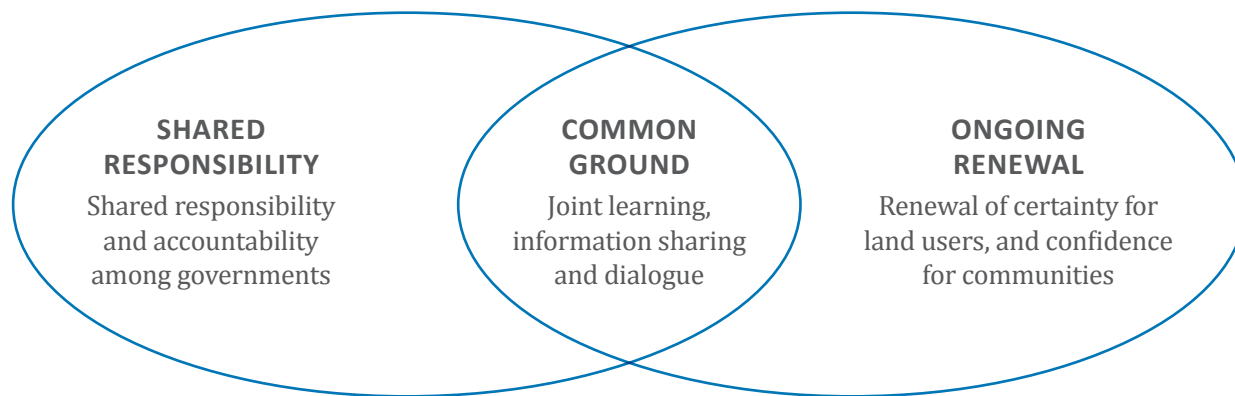 SHARED
RESPONSIBILITY
Shared responsibility
and accountability
among governments
COMMON
GROUND
Joint learning,
information sharing
and dialogue
ONGOING
RENEWAL
Renewal of certainty for
land users, and confidence
for communities